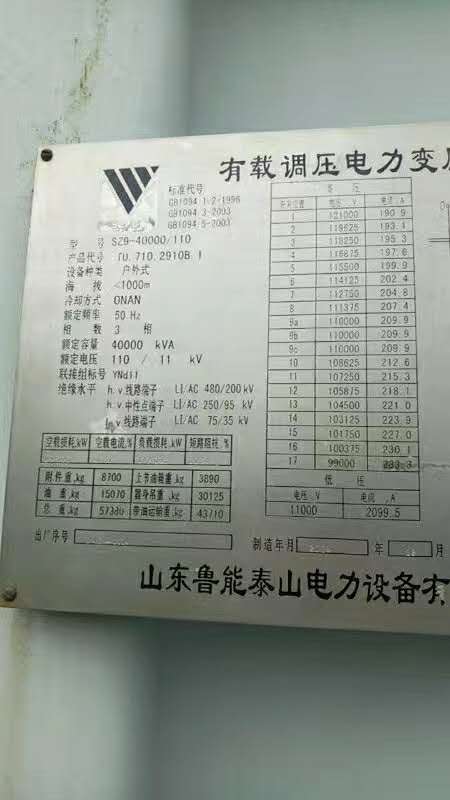 有载调压电力变
标准代号
GB1094.1.2-1996
GB1094.3-2003
GB1094.5-2003
型 号 SZ9-40000/110
产品代号 TU.710.2910B.1
设备种类 户外式
海 拔 <1000m
冷却方式 ONAN
额定频率 50 Hz
相 数 3 相
额定容量 40000 kVA
额定电压 110 / 11 kV
联接组标号 YNd11
绝缘水平 h.v.线路端子 LI/AC 480/200 kV
h.v.中性点端子 LI/AC 250/95 kV
l.v.线路端子 LI/AC 75/35 kV
空载损耗,kW 空载电流,% 负载损耗,kW 短路阻抗,%
附件重,kg 8700 上节油箱重,kg 3890
油 重,kg 15070 器身吊重,kg 30125
总 重,kg 带油运输重,kg 43710
出厂序号
高 压
开关位置 电压 V 电流 A
1 121000 190.9
2 119625 193.1
3 118250 195.3
4 116875 197.6
5 115500 199.9
6 114125 202.4
7 112750 204.8
8 111375 207.4
9a 110000 209.9
9b 110000 209.9
9c 110000 209.9
10 108625 212.6
11 107250 215.3
12 105875 218.1
13 104500 221.0
14 103125 223.9
15 101750 227.0
16 100375 230.1
17 99000 233.3
低 压
电压 V 电流 A
11000 2099.5
制造年月 年 月
山东鲁能泰山电力设备有